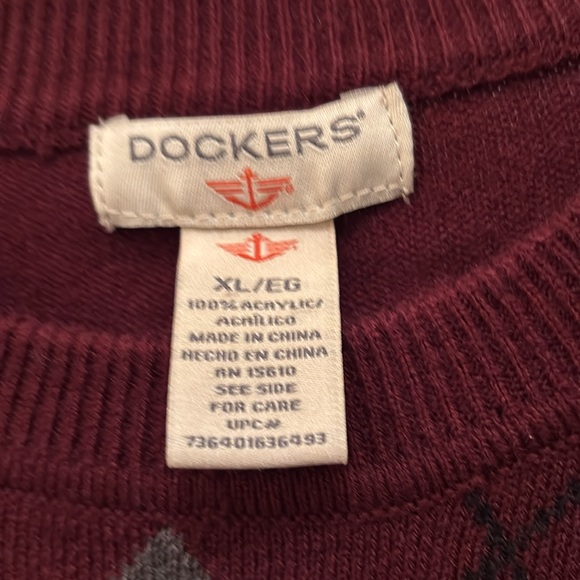 DOCKERS®
XL/EG
100% ACRYLIC/
ACRÍLICO
MADE IN CHINA
HECHO EN CHINA
RN 15610
SEE SIDE
FOR CARE
UPC#
736401636493